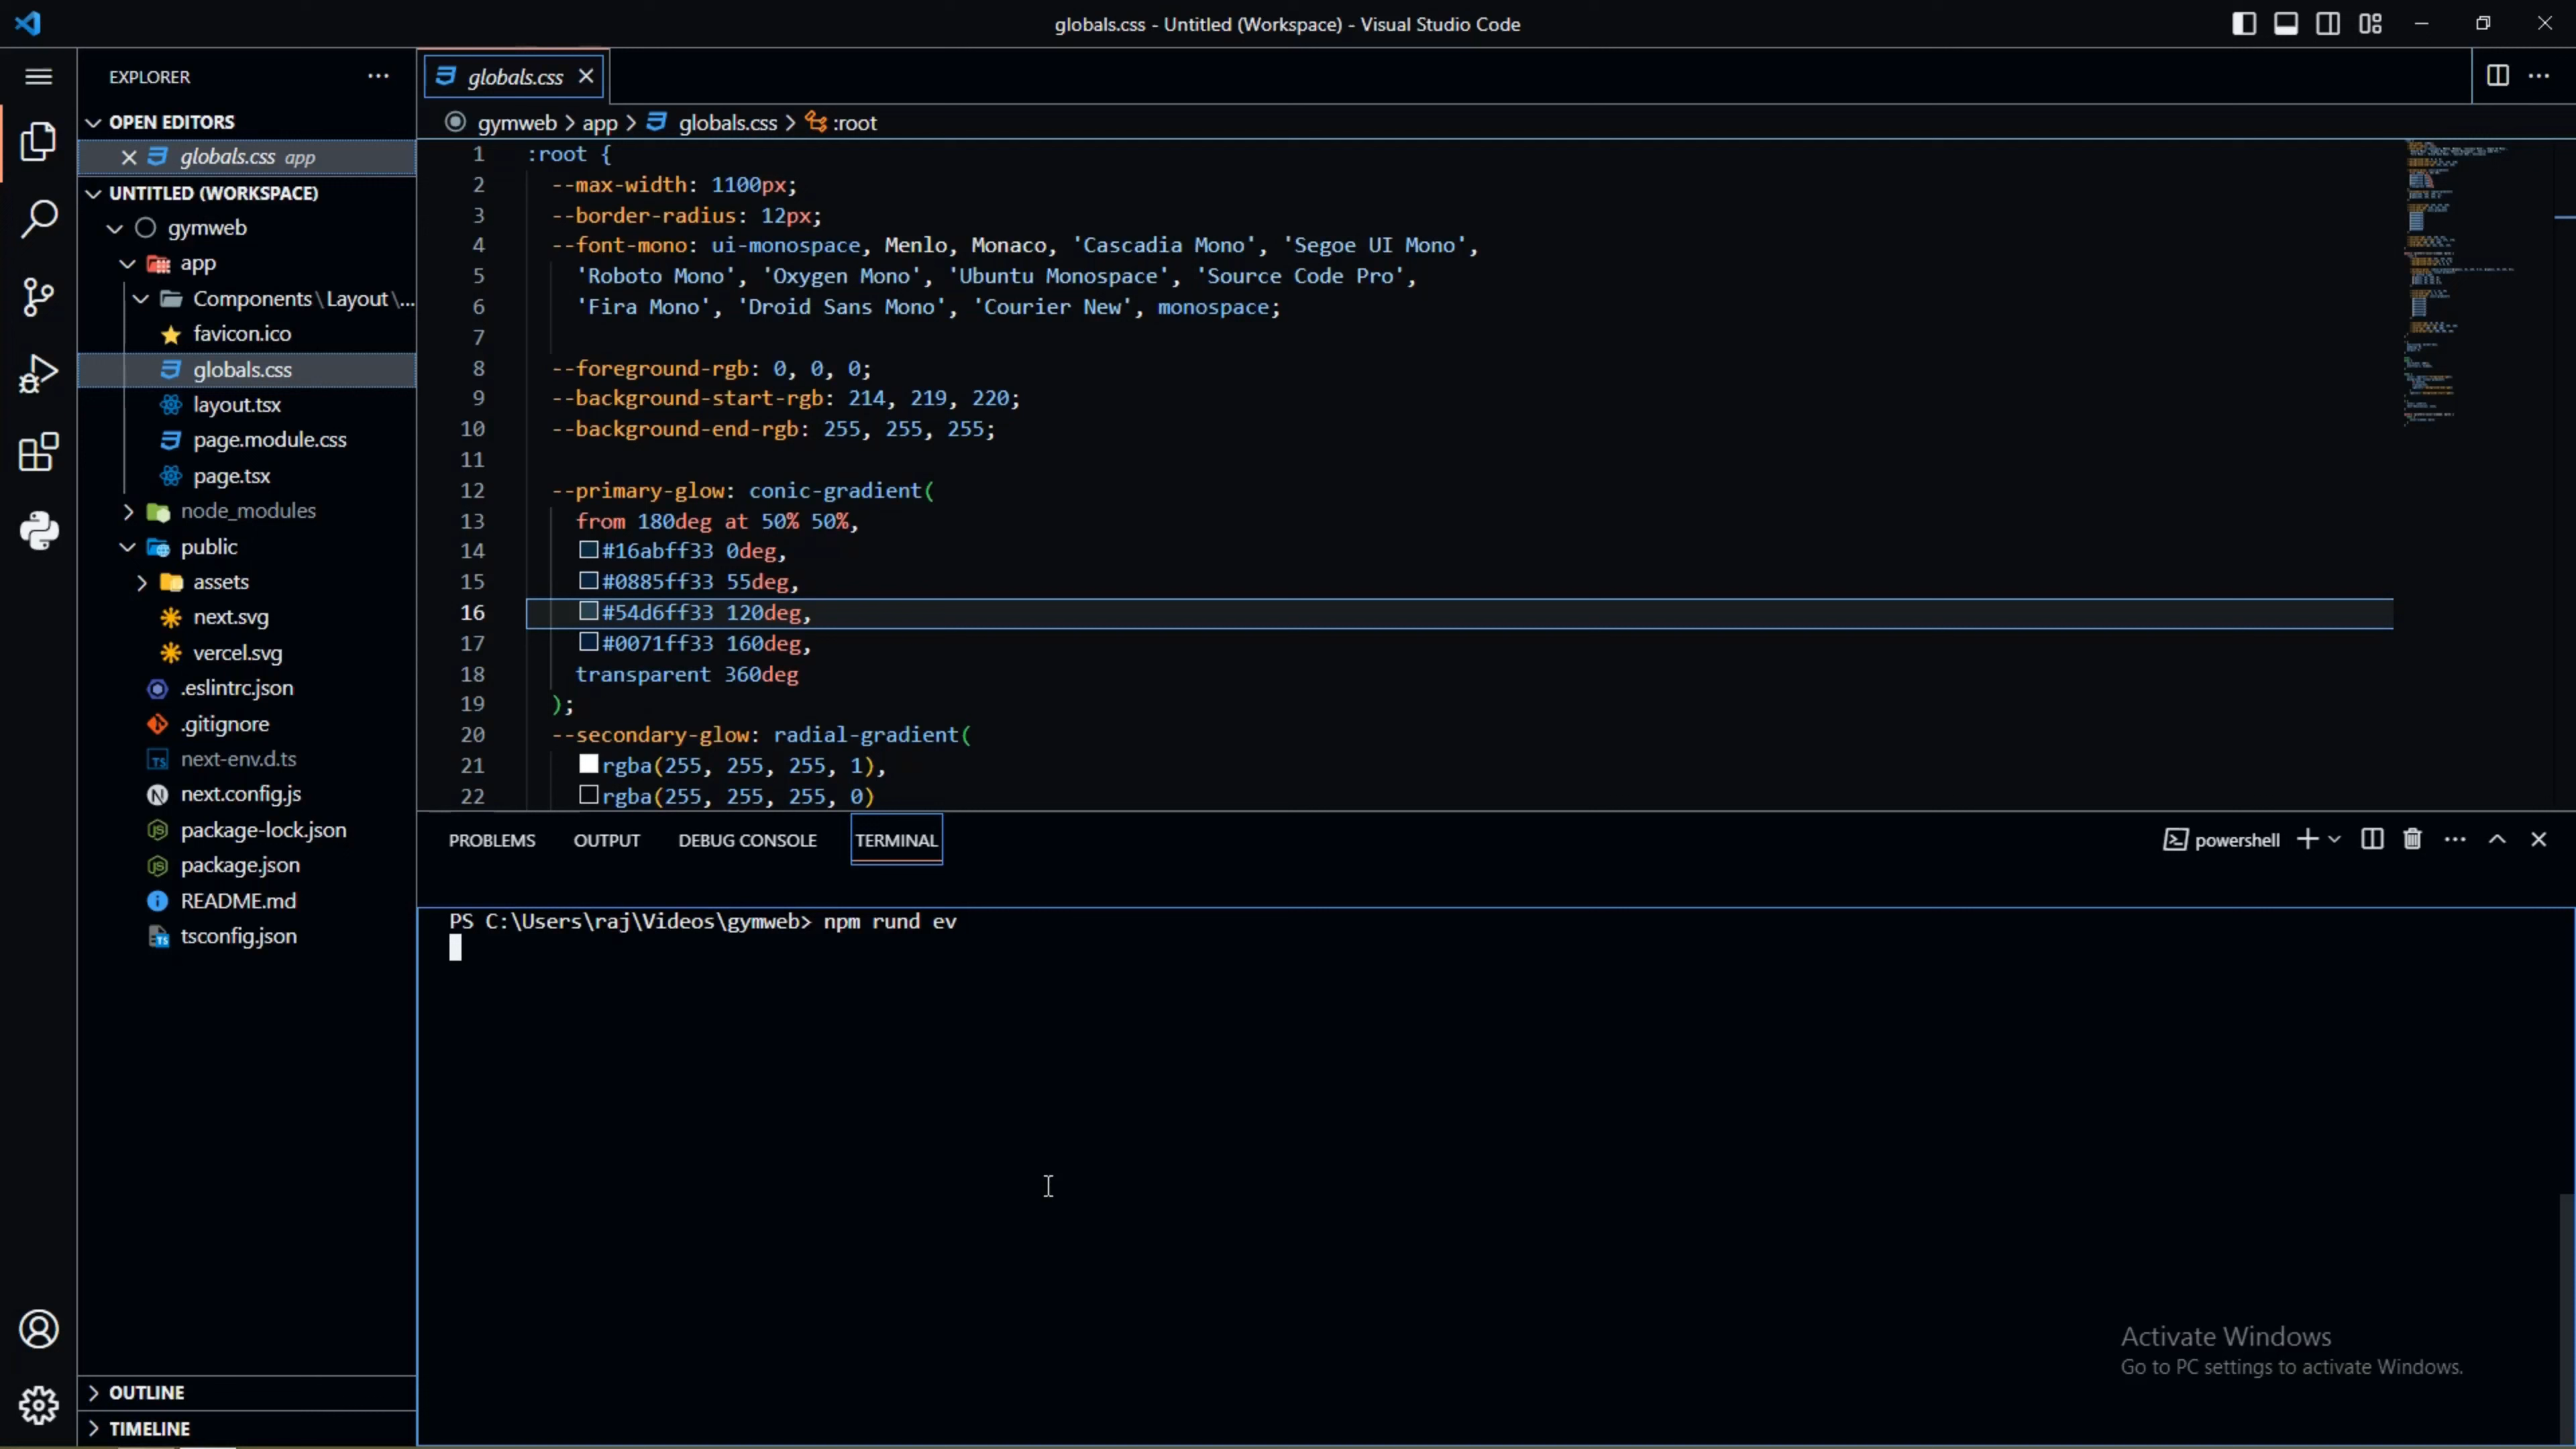 globals.css - Untitled (Workspace) - Visual Studio Code
EXPLORER
OPEN EDITORS
globals.css app
UNTITLED (WORKSPACE)
gymweb
app
Components\Layout\...
favicon.ico
globals.css
layout.tsx
page.module.css
page.tsx
node_modules
public
assets
next.svg
vercel.svg
.eslintrc.json
.gitignore
next-env.d.ts
next.config.js
package-lock.json
package.json
README.md
tsconfig.json
OUTLINE
TIMELINE
globals.css
gymweb > app > globals.css > :root
1 :root {
2 --max-width: 1100px;
3 --border-radius: 12px;
4 --font-mono: ui-monospace, Menlo, Monaco, 'Cascadia Mono', 'Segoe UI Mono',
5 'Roboto Mono', 'Oxygen Mono', 'Ubuntu Monospace', 'Source Code Pro',
6 'Fira Mono', 'Droid Sans Mono', 'Courier New', monospace;
7
8 --foreground-rgb: 0, 0, 0;
9 --background-start-rgb: 214, 219, 220;
10 --background-end-rgb: 255, 255, 255;
11
12 --primary-glow: conic-gradient(
13 from 180deg at 50% 50%,
14 #16abff33 0deg,
15 #0885ff33 55deg,
16 #54d6ff33 120deg,
17 #0071ff33 160deg,
18 transparent 360deg
19 );
20 --secondary-glow: radial-gradient(
21 rgba(255, 255, 255, 1),
22 rgba(255, 255, 255, 0)
PROBLEMS OUTPUT DEBUG CONSOLE TERMINAL
powershell
PS C:\Users\raj\Videos\gymweb> npm rund ev
Activate Windows
Go to PC settings to activate Windows.